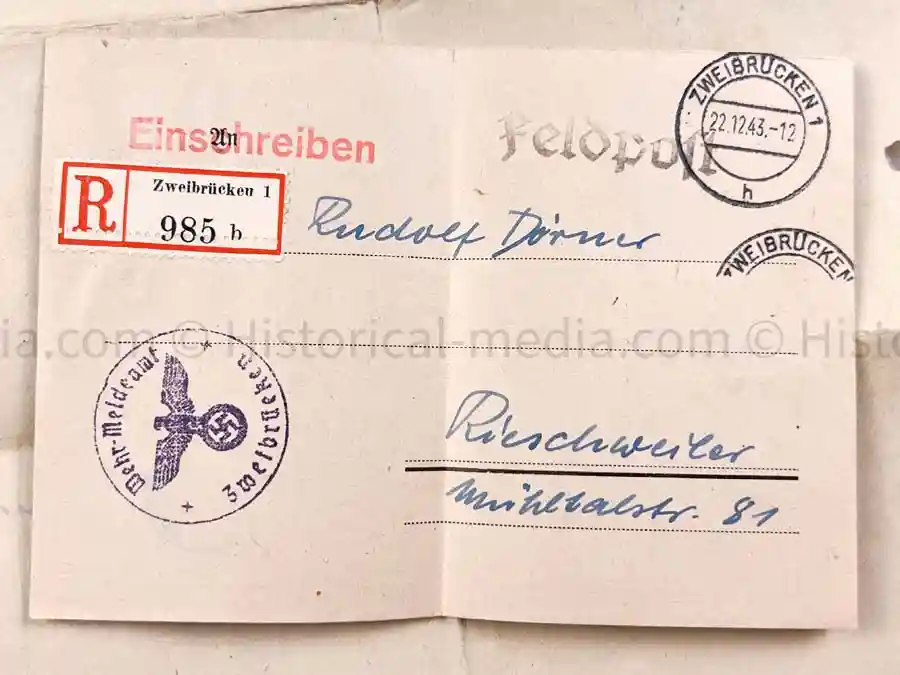 ZWEIBRÜCKEN 1
22.12.43.-12
h
Einschreiben
An
Feldpost
R
Zweibrücken 1
985 b
Rudolf Dörner
ZWEIBRÜCKEN
ia.com © Historical-media.com © Histo
Wehr-Meldeamt
Zweibrücken
Rieschweiler
Mühltalstr. 81